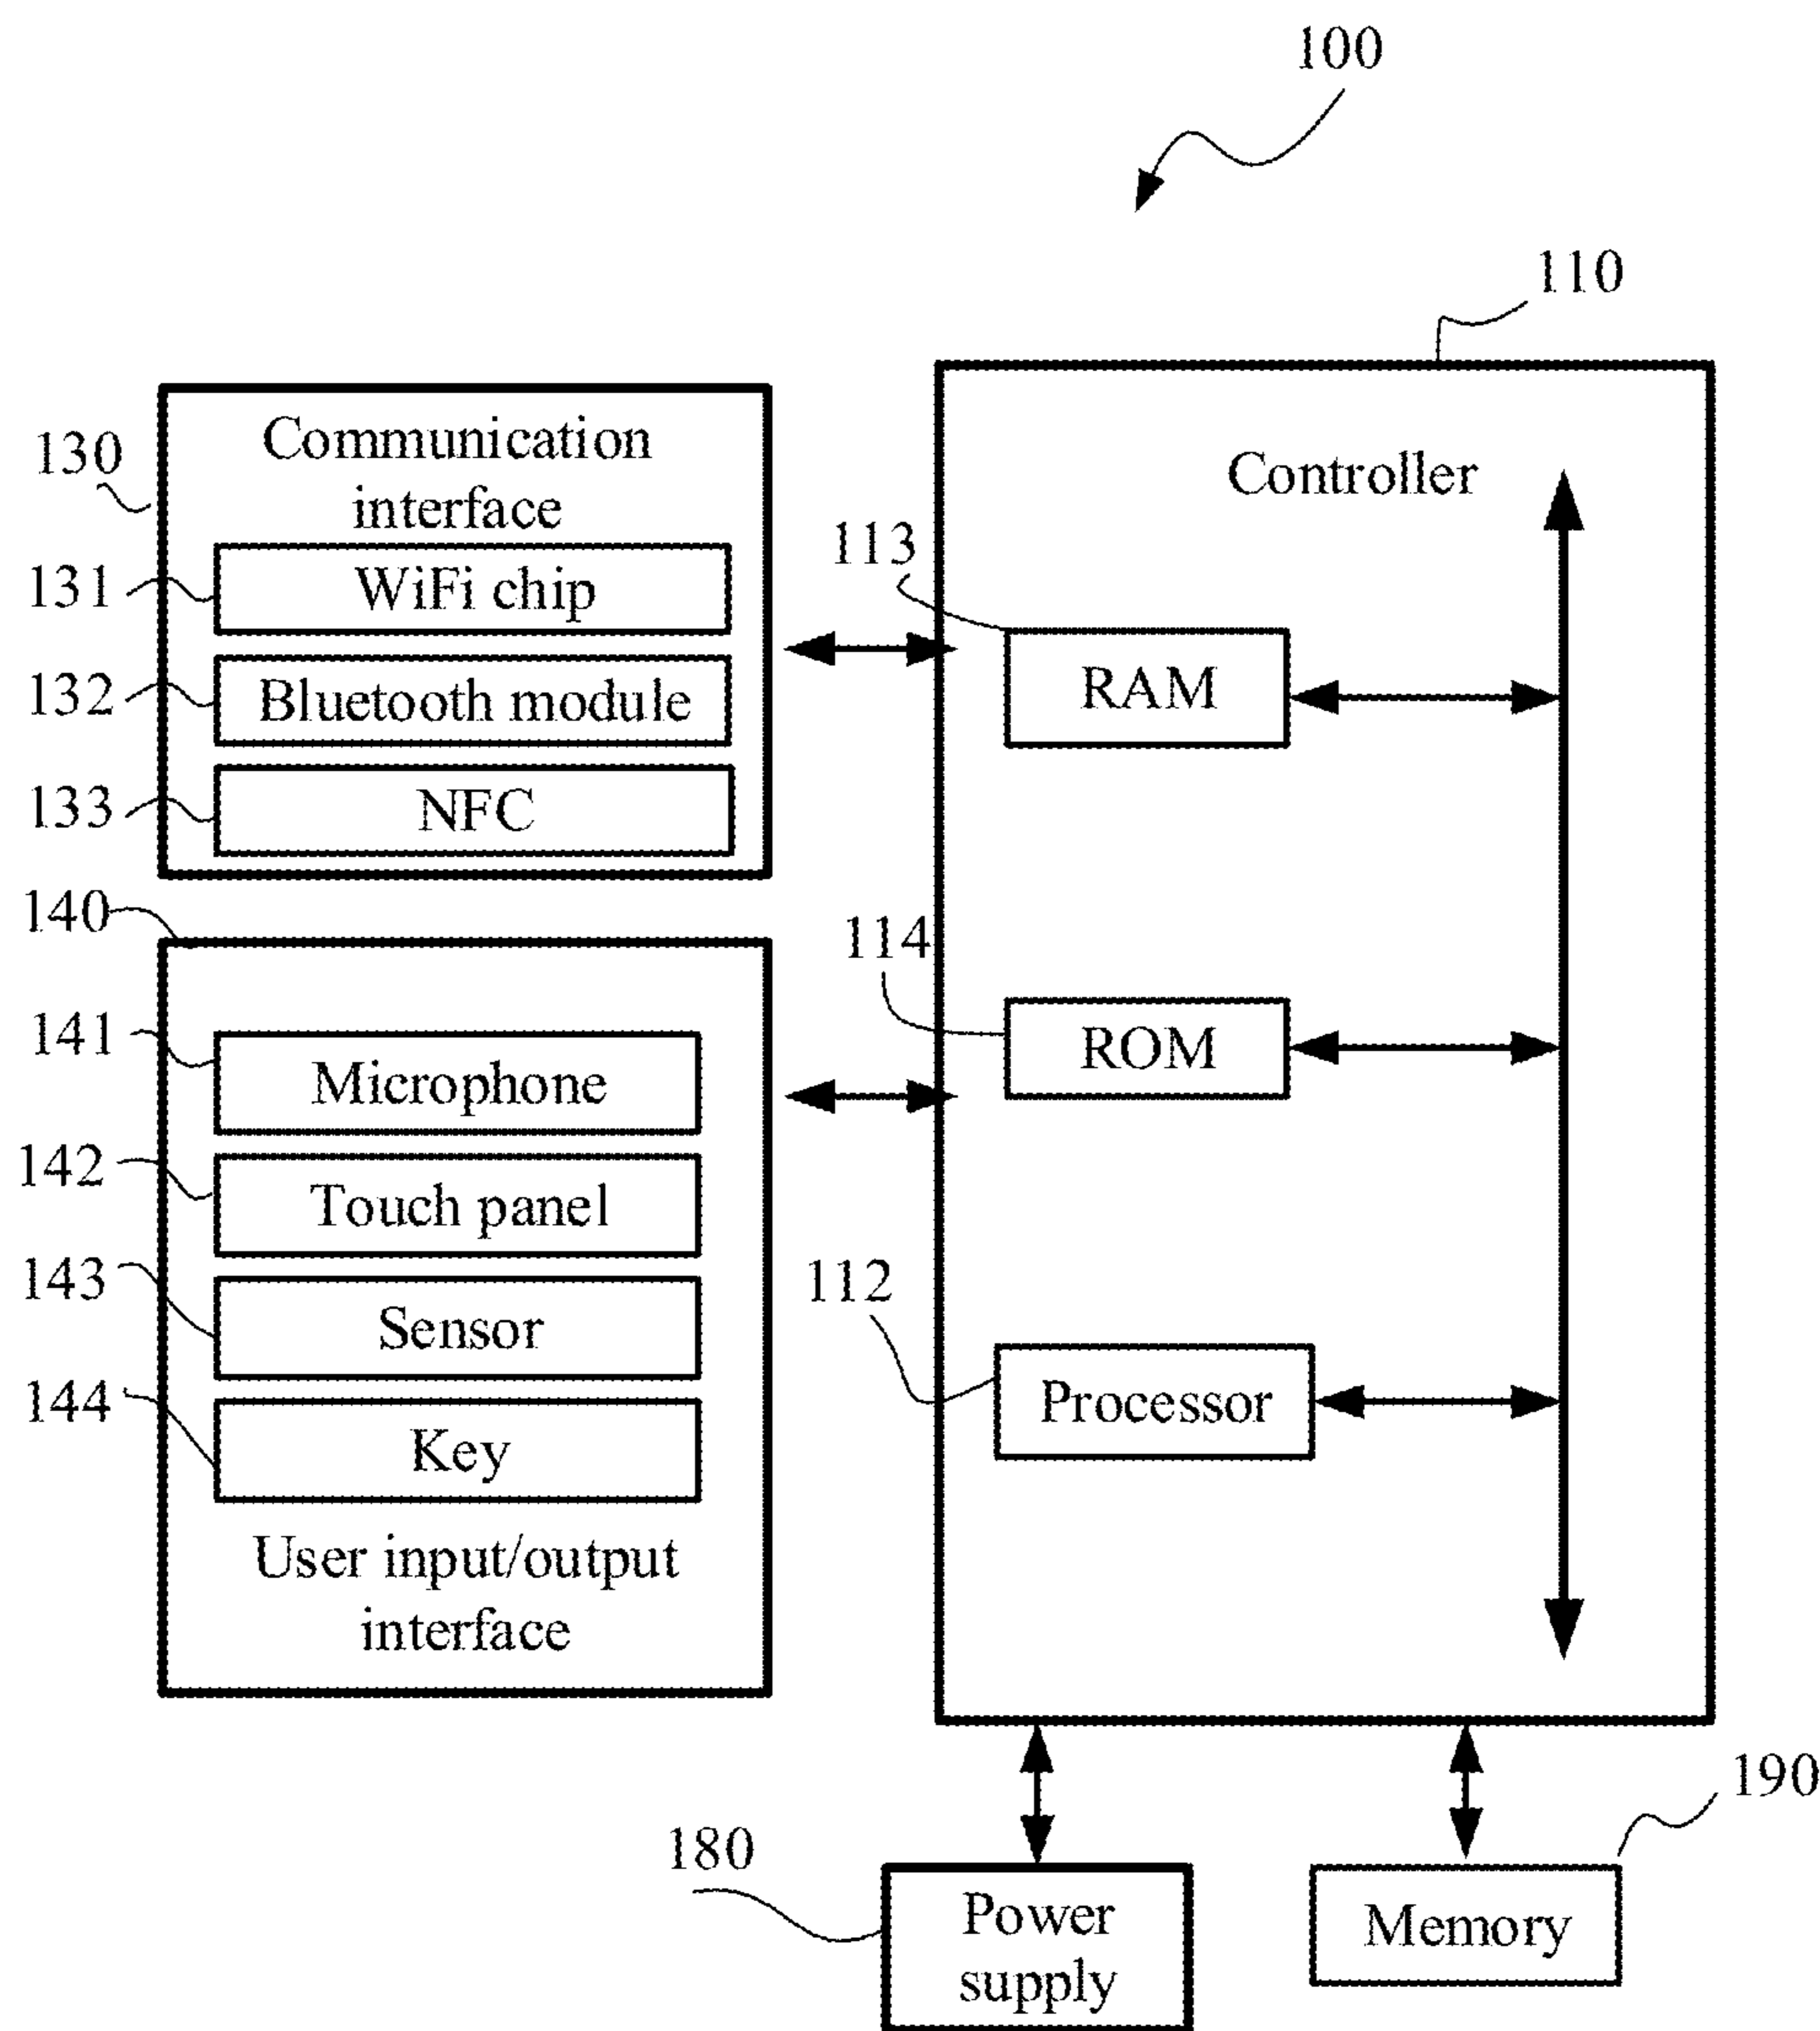 100
110
130
Communication
interface
131
WiFi chip
132
Bluetooth module
133
NFC
140
141
Microphone
142
Touch panel
143
Sensor
144
Key
User input/output
interface
Controller
113
RAM
114
ROM
112
Processor
180
Power
supply
190
Memory